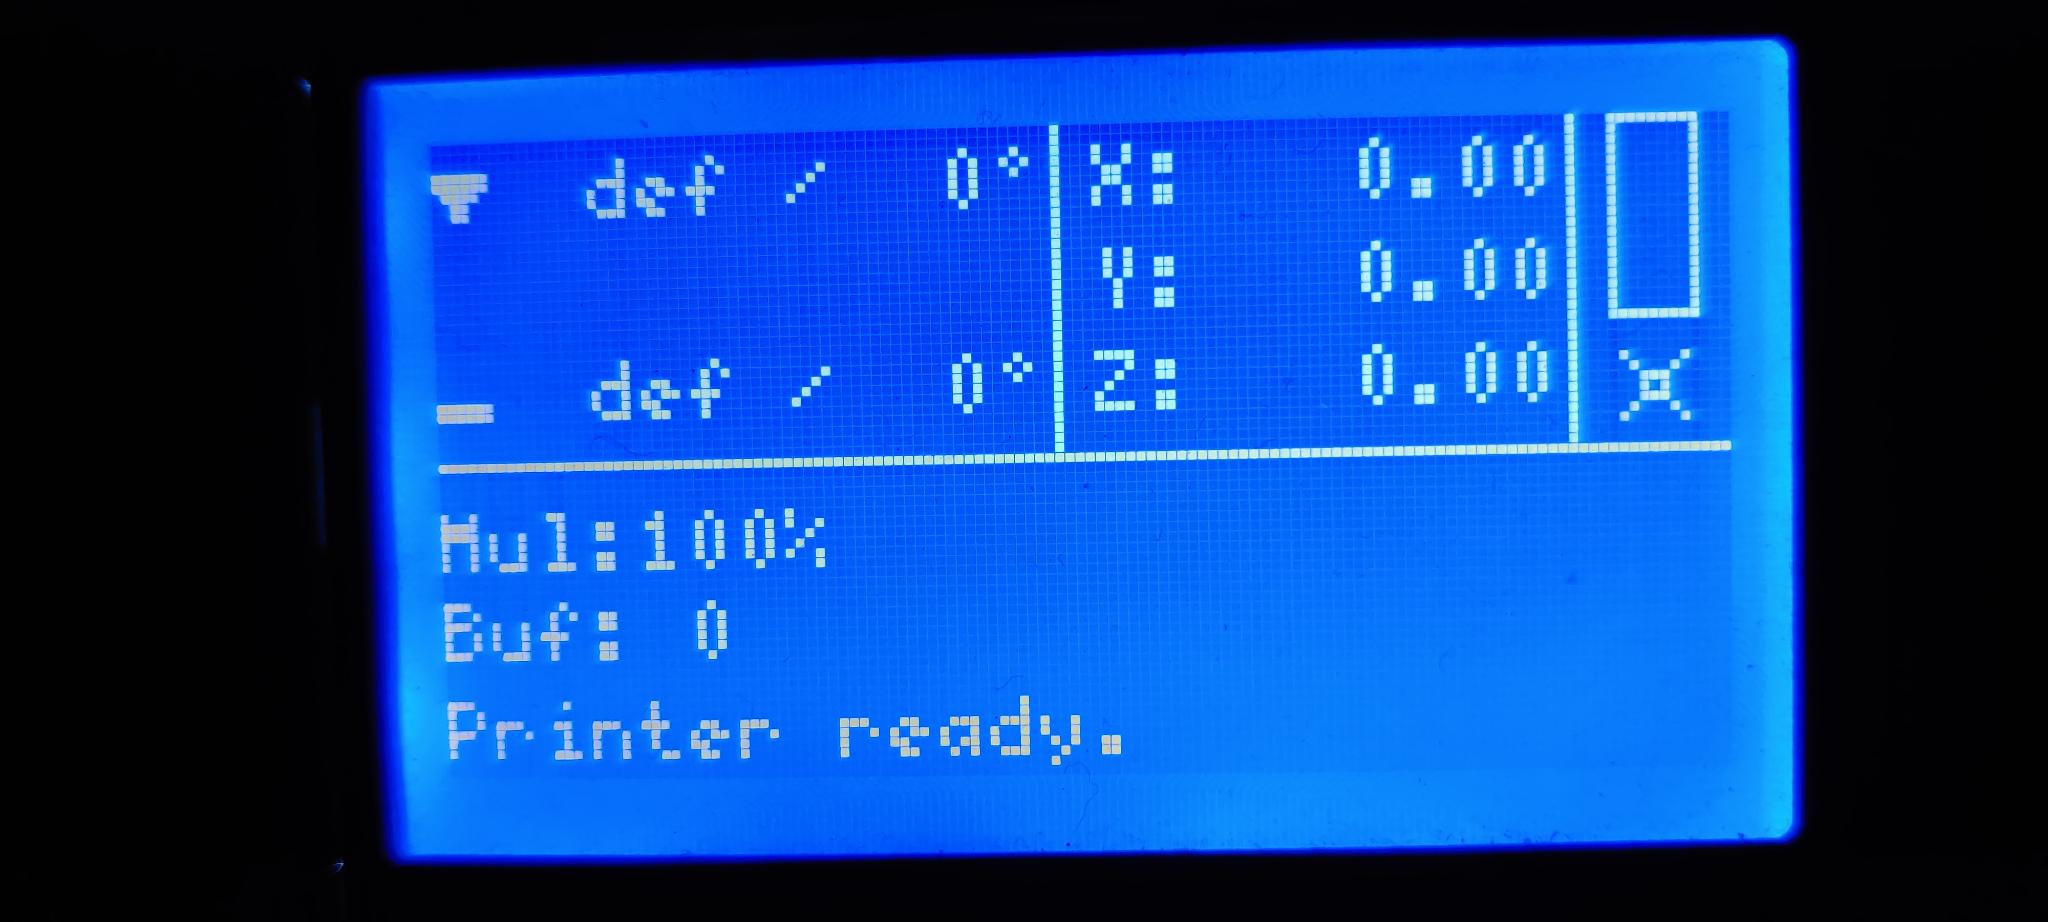 def / 0° X: 0.00
Y: 0.00
def / 0° Z: 0.00
Mul:100%
Buf: 0
Printer ready.